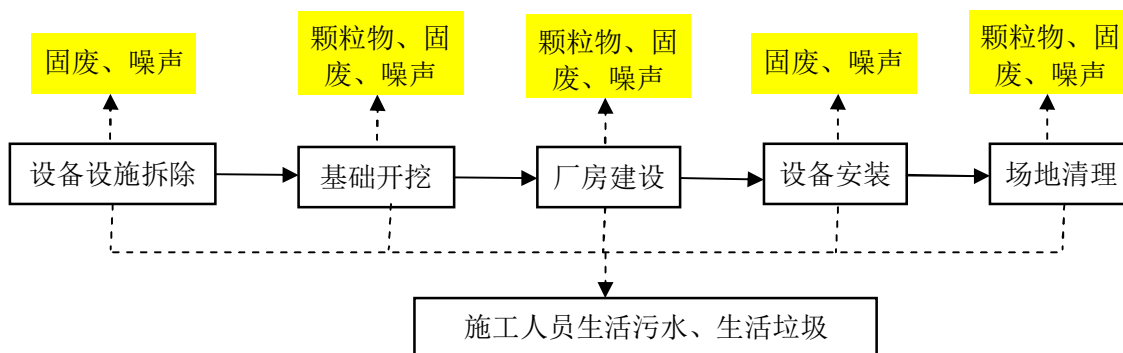 固废、噪声
颗粒物、固
废、噪声
颗粒物、固
废、噪声
固废、噪声
颗粒物、固
废、噪声
设备设施拆除
基础开挖
厂房建设
设备安装
场地清理
施工人员生活污水、生活垃圾